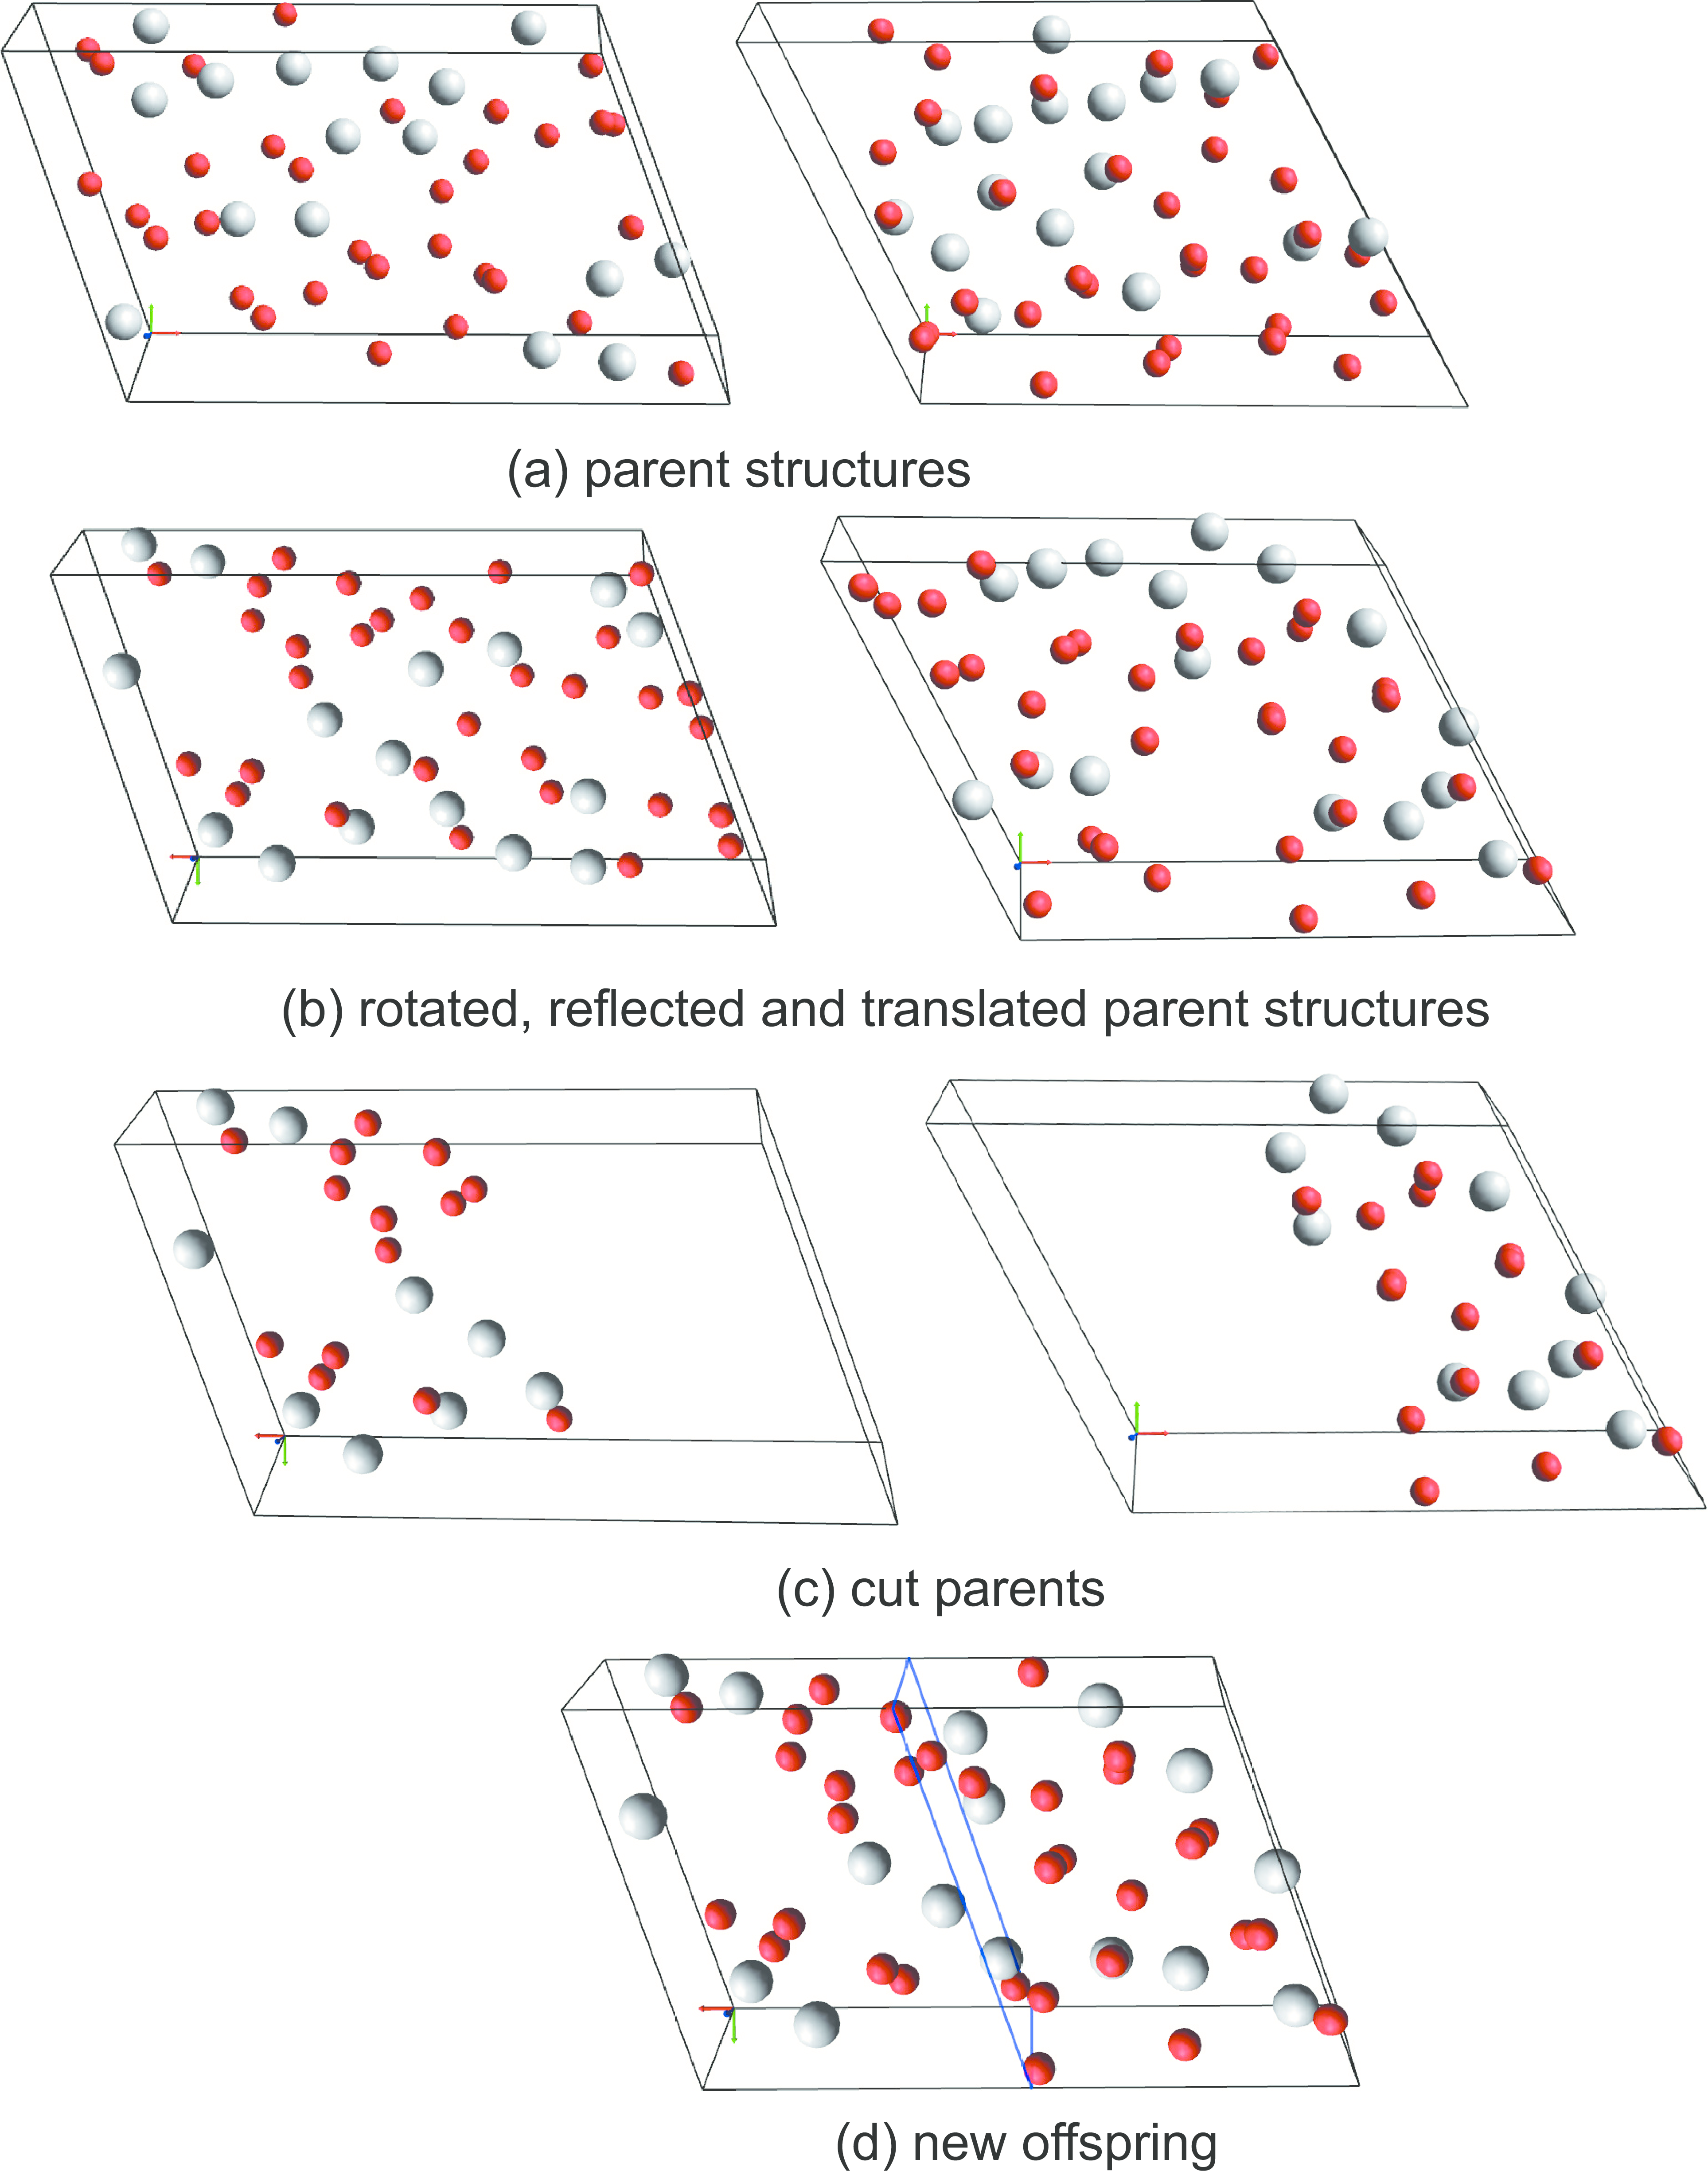 (a) parent structures
(b) rotated, reflected and translated parent structures
(c) cut parents
(d) new offspring